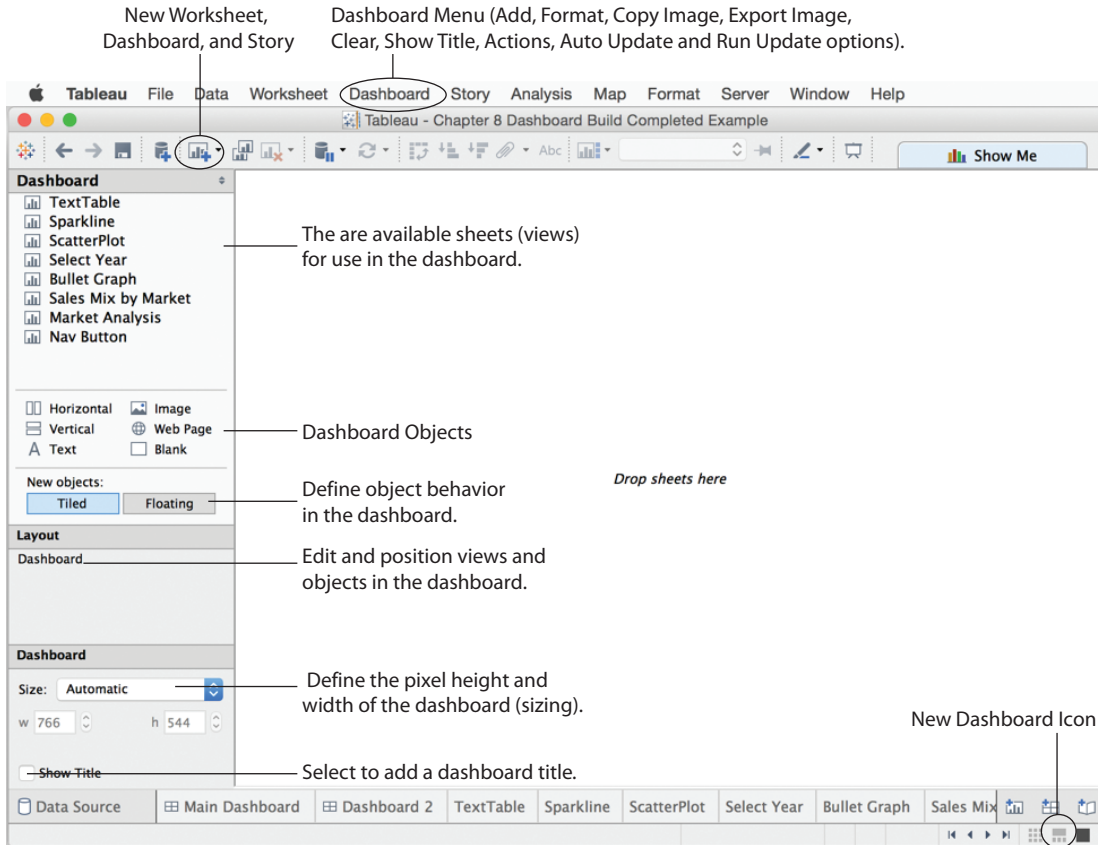 New Worksheet,
Dashboard, and Story
Dashboard Menu (Add, Format, Copy Image, Export Image,
Clear, Show Title, Actions, Auto Update and Run Update options).
Tableau File Data Worksheet Dashboard Story Analysis Map Format Server Window Help
Tableau - Chapter 8 Dashboard Build Completed Example
Abc
Show Me
Dashboard
TextTable
Sparkline
ScatterPlot
Select Year
Bullet Graph
Sales Mix by Market
Market Analysis
Nav Button
The are available sheets (views)
for use in the dashboard.
Horizontal Image
Vertical Web Page
A Text Blank
Dashboard Objects
New objects:
Tiled Floating
Define object behavior
in the dashboard.
Drop sheets here
Layout
Dashboard
Edit and position views and
objects in the dashboard.
Dashboard
Size: Automatic
w 766 h 544
Define the pixel height and
width of the dashboard (sizing).
New Dashboard Icon
Show Title
Select to add a dashboard title.
Data Source Main Dashboard Dashboard 2 TextTable Sparkline ScatterPlot Select Year Bullet Graph Sales Mix